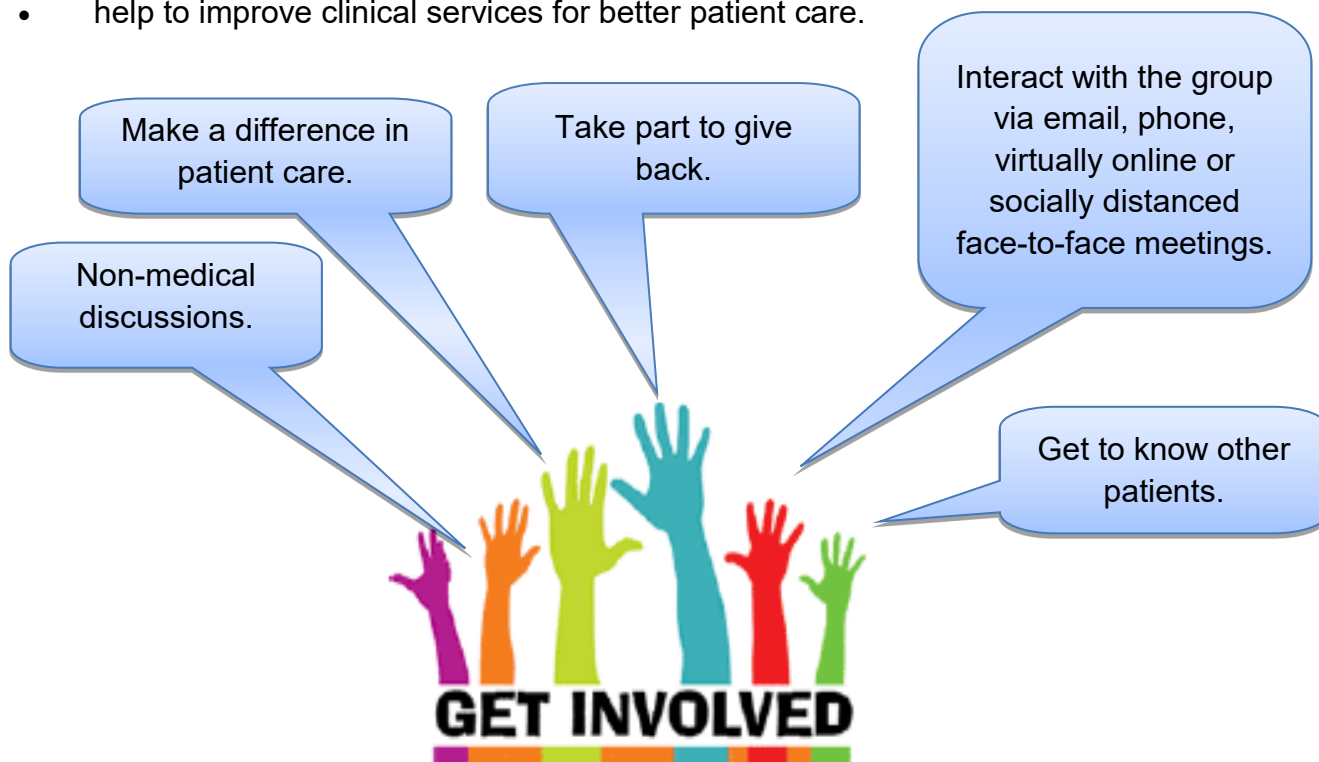 • help to improve clinical services for better patient care.
Make a difference in
patient care.
Take part to give
back.
Interact with the group
via email, phone,
virtually online or
socially distanced
face-to-face meetings.
Non-medical
discussions.
Get to know other
patients.
GET INVOLVED